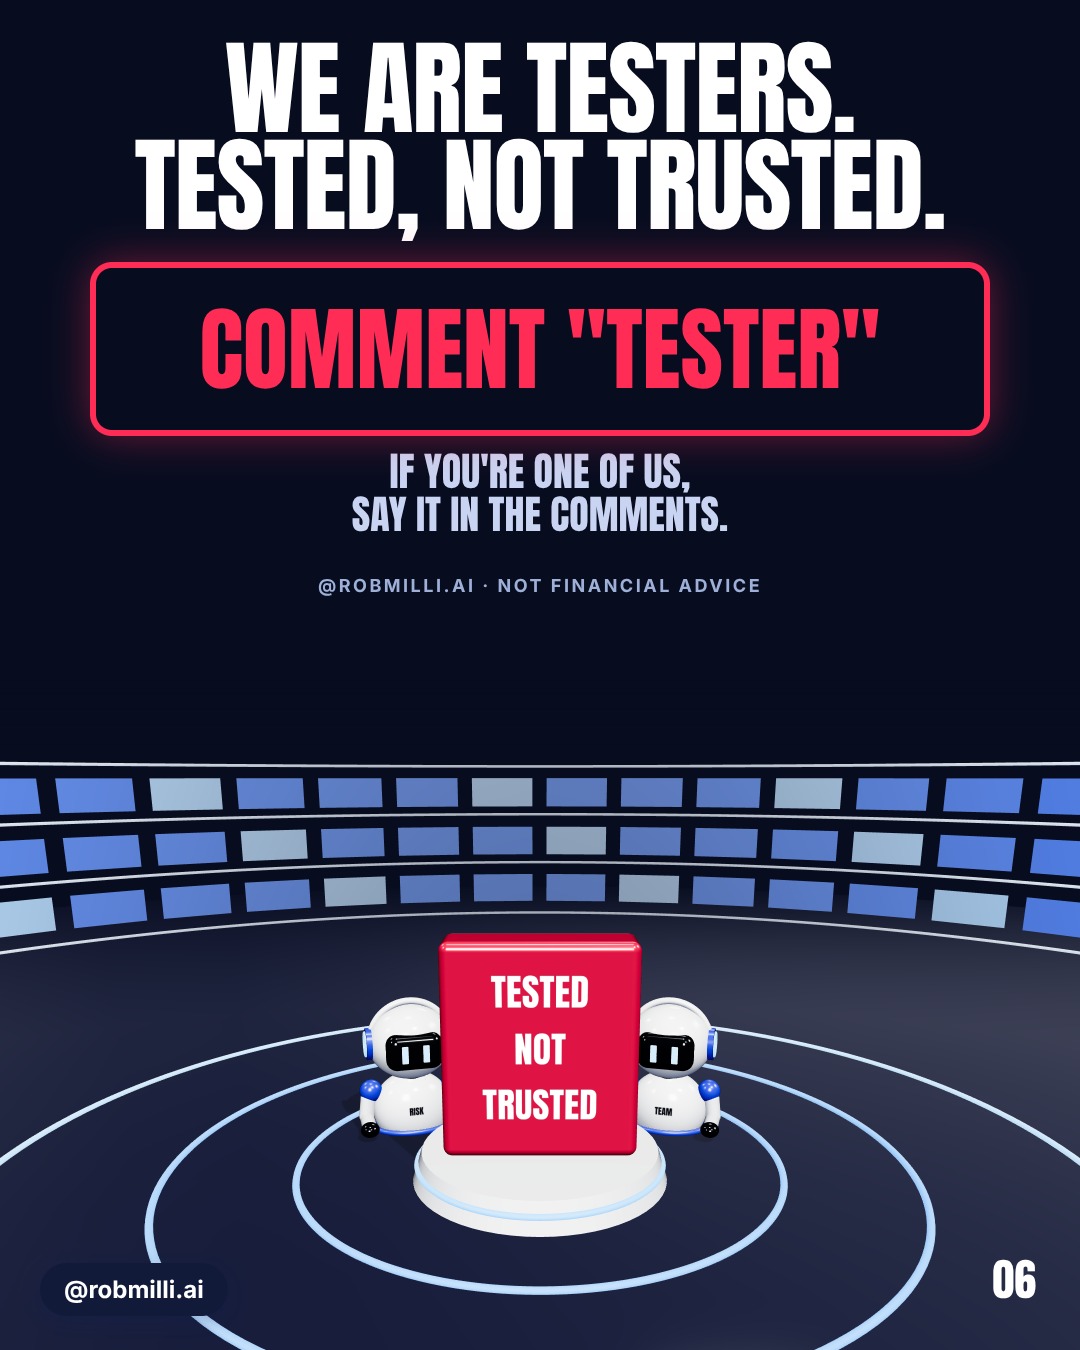 WE ARE TESTERS.
TESTED, NOT TRUSTED.
COMMENT "TESTER"
IF YOU'RE ONE OF US,
SAY IT IN THE COMMENTS.
@ROBMILLI.AI · NOT FINANCIAL ADVICE
TESTED
NOT
TRUSTED
RISK
TEAM
@robmilli.ai
06